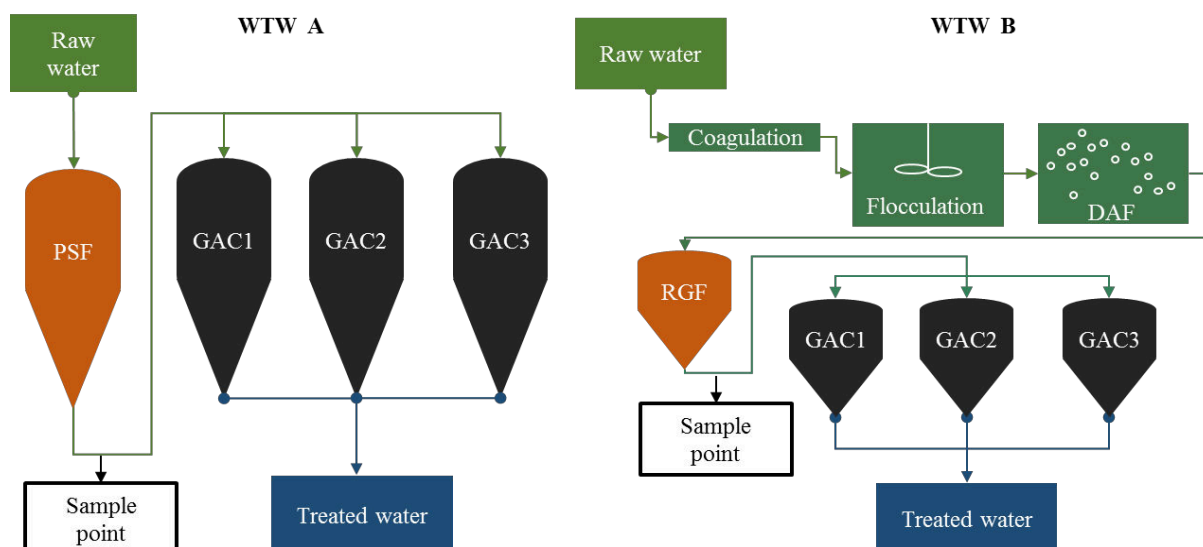 WTW A
Raw
water
PSF
GAC1
GAC2
GAC3
Sample
point
Treated water
WTW B
Raw water
Coagulation
Flocculation
DAF
RGF
GAC1
GAC2
GAC3
Sample
point
Treated water